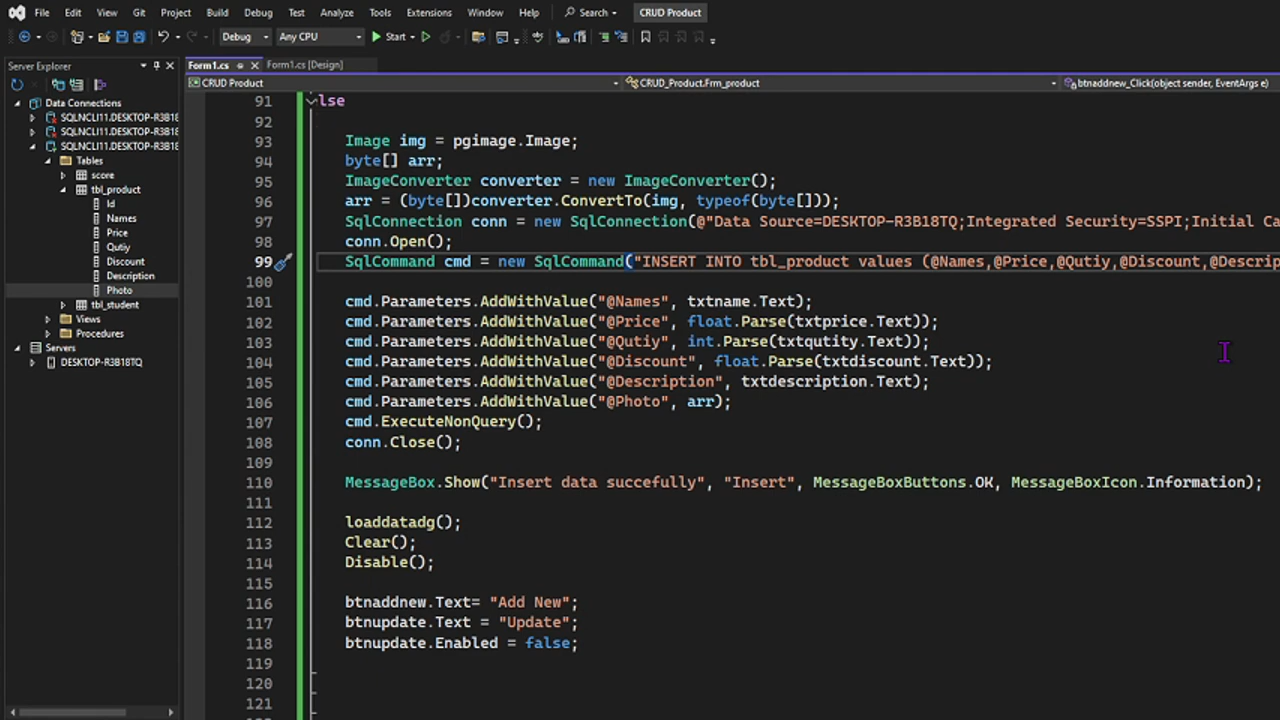 File Edit View Git Project Build Debug Test Analyze Tools Extensions Window Help Search CRUD Product
Debug Any CPU Start
Server Explorer
Form1.cs Form1.cs [Design]
CRUD Product CRUD_Product.Frm_product btnaddnew_Click(object sender, EventArgs e)
Data Connections
SQLNCLI11.DESKTOP-R3B18
SQLNCLI11.DESKTOP-R3B18
SQLNCLI11.DESKTOP-R3B18
Tables
score
tbl_product
Id
Names
Price
Qutiy
Discount
Description
Photo
tbl_student
Views
Procedures
Servers
DESKTOP-R3B18TQ
91 lse
92
93 Image img = pgimage.Image;
94 byte[] arr;
95 ImageConverter converter = new ImageConverter();
96 arr = (byte[])converter.ConvertTo(img, typeof(byte[]));
97 SqlConnection conn = new SqlConnection(@"Data Source=DESKTOP-R3B18TQ;Integrated Security=SSPI;Initial Ca
98 conn.Open();
99 SqlCommand cmd = new SqlCommand("INSERT INTO tbl_product values (@Names,@Price,@Qutiy,@Discount,@Descrip
100
101 cmd.Parameters.AddWithValue("@Names", txtname.Text);
102 cmd.Parameters.AddWithValue("@Price", float.Parse(txtprice.Text));
103 cmd.Parameters.AddWithValue("@Qutiy", int.Parse(txtqutity.Text));
104 cmd.Parameters.AddWithValue("@Discount", float.Parse(txtdiscount.Text));
105 cmd.Parameters.AddWithValue("@Description", txtdescription.Text);
106 cmd.Parameters.AddWithValue("@Photo", arr);
107 cmd.ExecuteNonQuery();
108 conn.Close();
109
110 MessageBox.Show("Insert data succefully", "Insert", MessageBoxButtons.OK, MessageBoxIcon.Information);
111
112 loaddatadg();
113 Clear();
114 Disable();
115
116 btnaddnew.Text= "Add New";
117 btnupdate.Text = "Update";
118 btnupdate.Enabled = false;
119
120
121